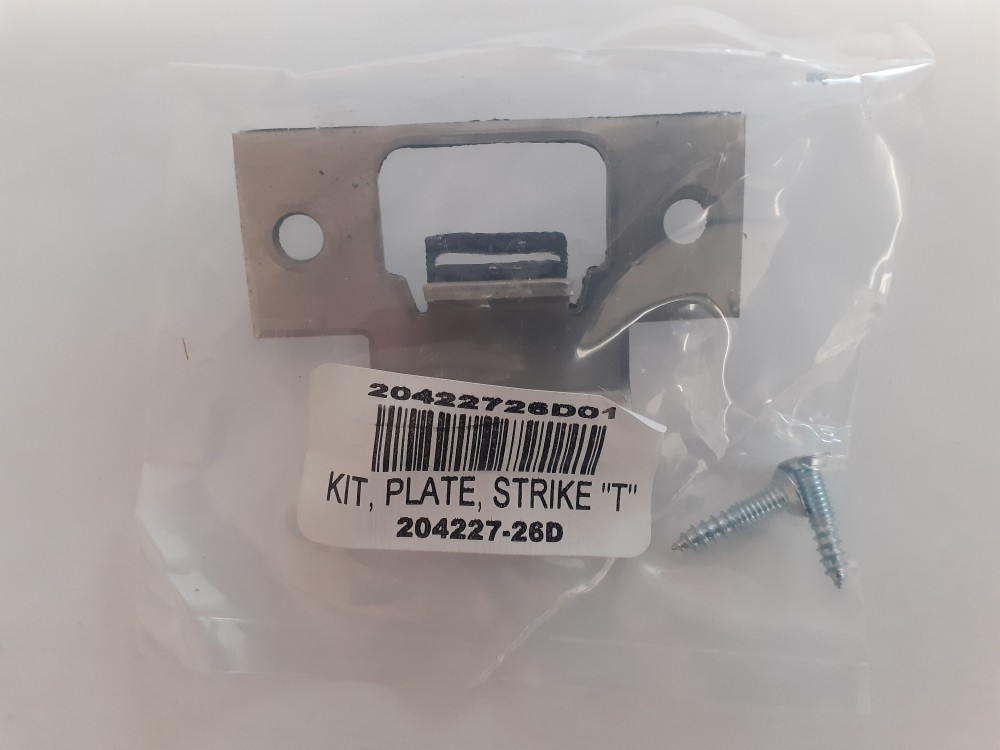 20422726D01
KIT, PLATE, STRIKE "T"
204227-26D